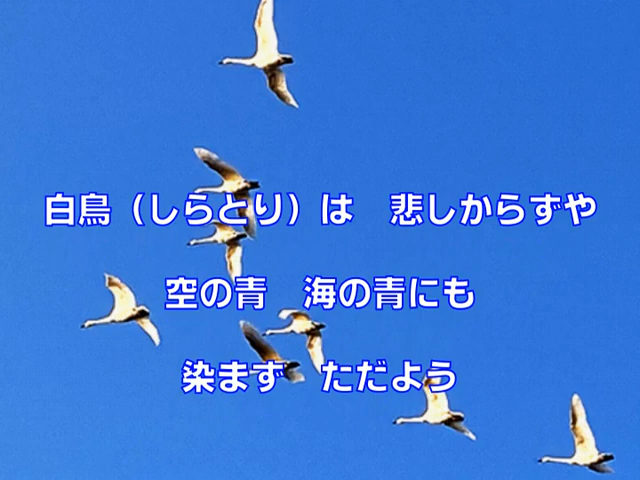 白鳥（しらとり）は　悲しからずや
空の青　海の青にも
染まず　ただよう